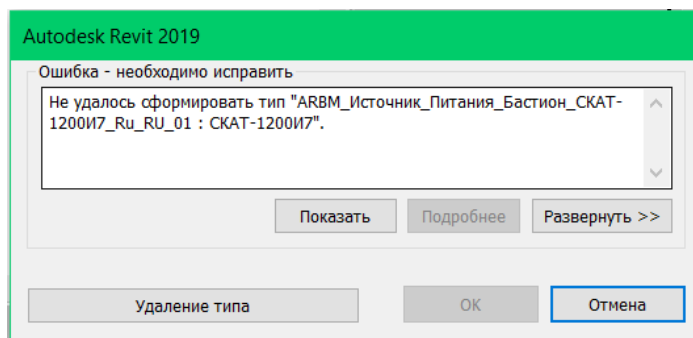 Autodesk Revit 2019
Ошибка - необходимо исправить
Не удалось сформировать тип "ARBM_Источник_Питания_Бастион_СКАТ-
1200И7_Ru_RU_01 : СКАТ-1200И7".
Показать
Подробнее
Развернуть >>
Удаление типа
OK
Отмена